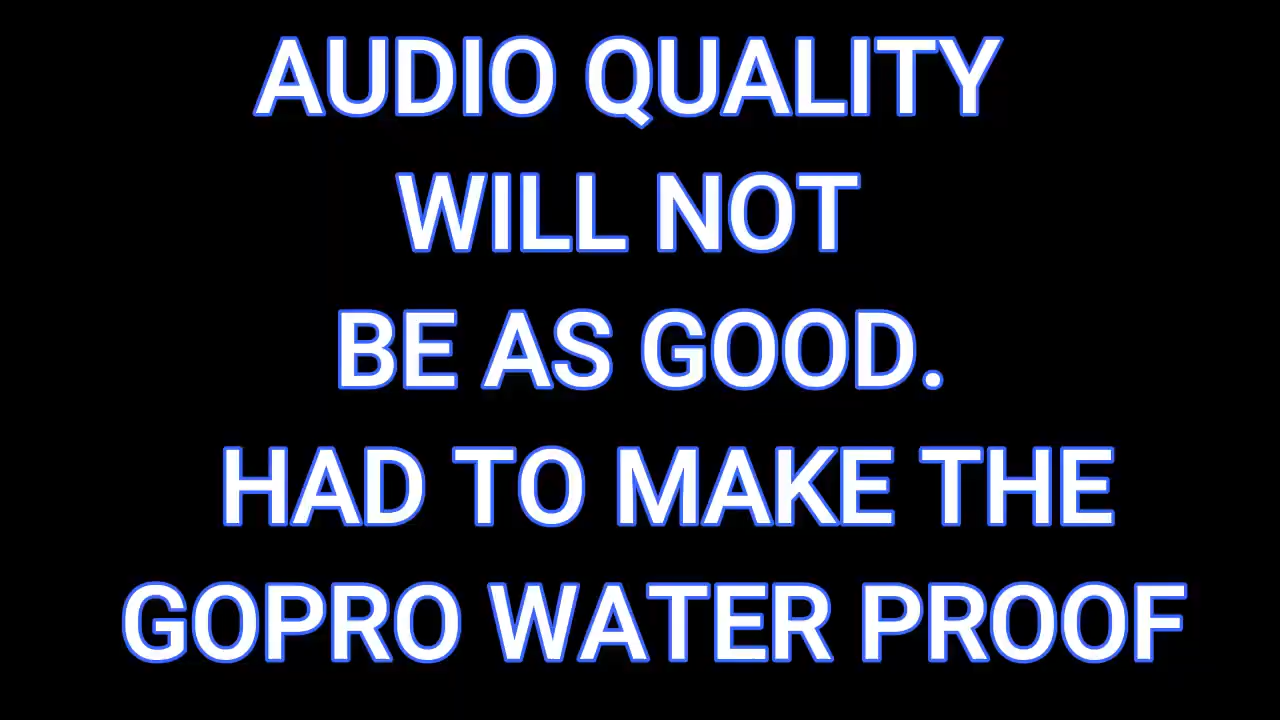 AUDIO QUALITY
WILL NOT
BE AS GOOD.
HAD TO MAKE THE
GOPRO WATER PROOF